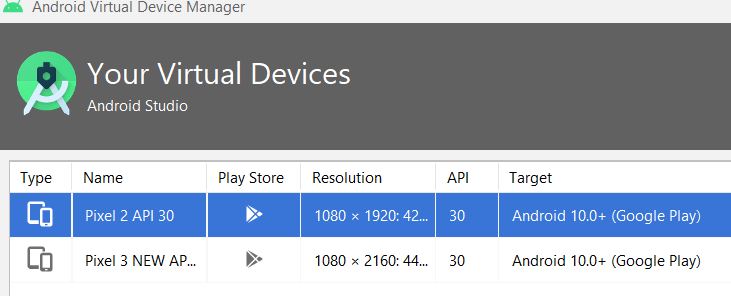 Android Virtual Device Manager
Your Virtual Devices
Android Studio
Type Name Play Store Resolution API Target
Pixel 2 API 30 1080 × 1920: 42... 30 Android 10.0+ (Google Play)
Pixel 3 NEW AP... 1080 × 2160: 44... 30 Android 10.0+ (Google Play)